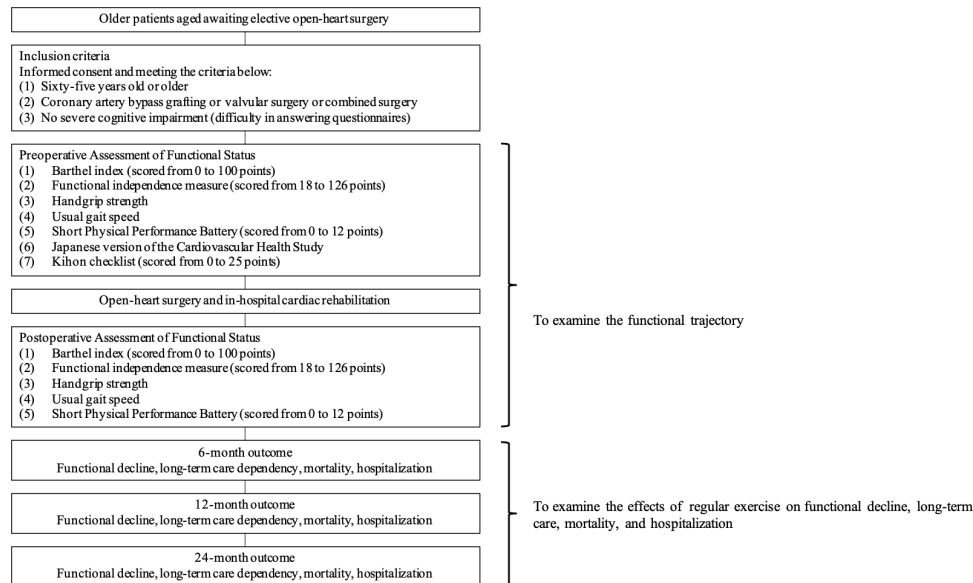 Older patients aged awaiting elective open-heart surgery
Inclusion criteria
Informed consent and meeting the criteria below:
(1) Sixty-five years old or older
(2) Coronary artery bypass grafting or valvular surgery or combined surgery
(3) No severe cognitive impairment (difficulty in answering questionnaires)
Preoperative Assessment of Functional Status
(1) Barthel index (scored from 0 to 100 points)
(2) Functional independence measure (scored from 18 to 126 points)
(3) Handgrip strength
(4) Usual gait speed
(5) Short Physical Performance Battery (scored from 0 to 12 points)
(6) Japanese version of the Cardiovascular Health Study
(7) Kihon checklist (scored from 0 to 25 points)
Open-heart surgery and in-hospital cardiac rehabilitation
Postoperative Assessment of Functional Status
(1) Barthel index (scored from 0 to 100 points)
(2) Functional independence measure (scored from 18 to 126 points)
(3) Handgrip strength
(4) Usual gait speed
(5) Short Physical Performance Battery (scored from 0 to 12 points)
To examine the functional trajectory
6-month outcome
Functional decline, long-term care dependency, mortality, hospitalization
12-month outcome
Functional decline, long-term care dependency, mortality, hospitalization
24-month outcome
Functional decline, long-term care dependency, mortality, hospitalization
To examine the effects of regular exercise on functional decline, long-term
care, mortality, and hospitalization